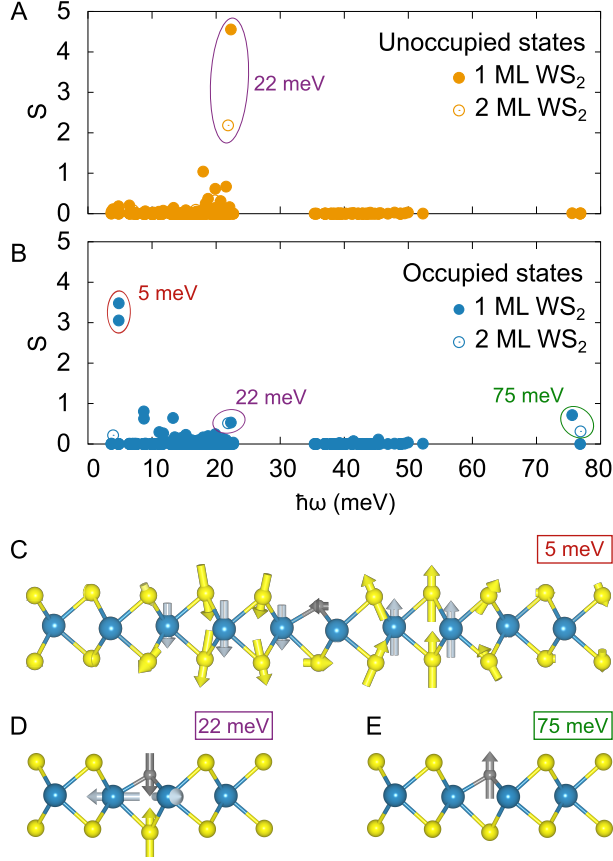 A
5
4
3
2
1
0
S
Unoccupied states
1 ML WS₂
2 ML WS₂
22 meV
B
5
4
3
2
1
0
S
Occupied states
1 ML WS₂
2 ML WS₂
5 meV
22 meV
75 meV
0 10 20 30 40 50 60 70 80
ħω (meV)
C
5 meV
D
22 meV
E
75 meV